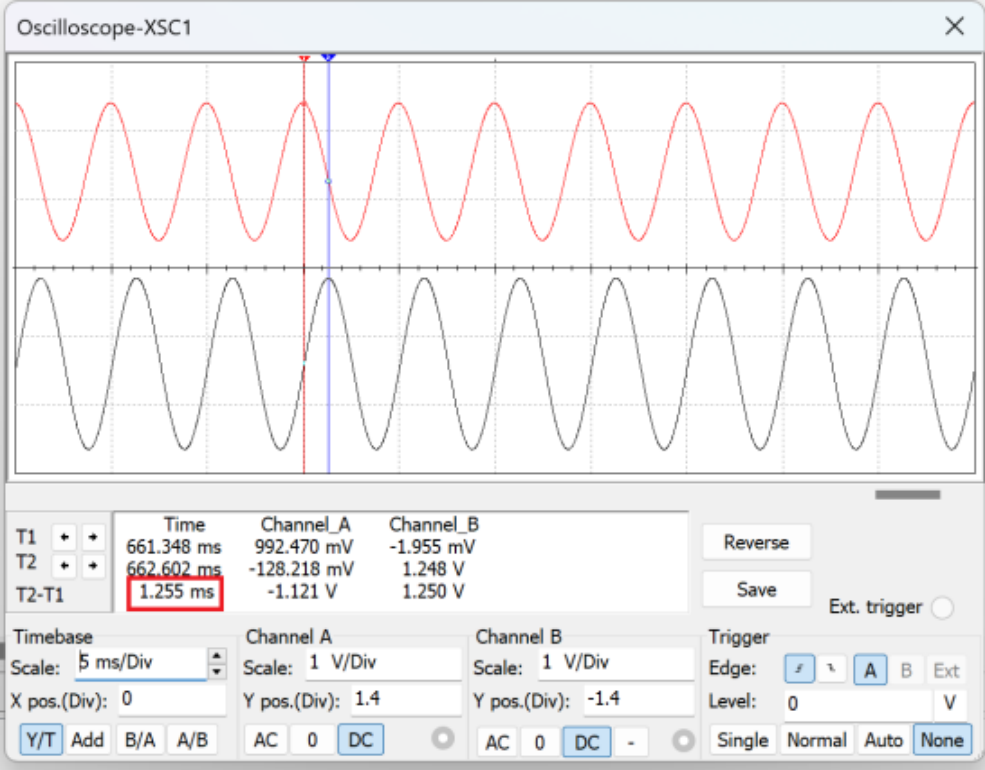 Oscilloscope-XSC1
Time Channel_A Channel_B
T1 661.348 ms 992.470 mV -1.955 mV
T2 662.602 ms -128.218 mV 1.248 V
T2-T1 1.255 ms -1.121 V 1.250 V
Reverse
Save
Ext. trigger
Timebase
Scale: 5 ms/Div
X pos.(Div): 0
Y/T Add B/A A/B
Channel A
Scale: 1 V/Div
Y pos.(Div): 1.4
AC 0 DC
Channel B
Scale: 1 V/Div
Y pos.(Div): -1.4
AC 0 DC -
Trigger
Edge: A B Ext
Level: 0 V
Single Normal Auto None